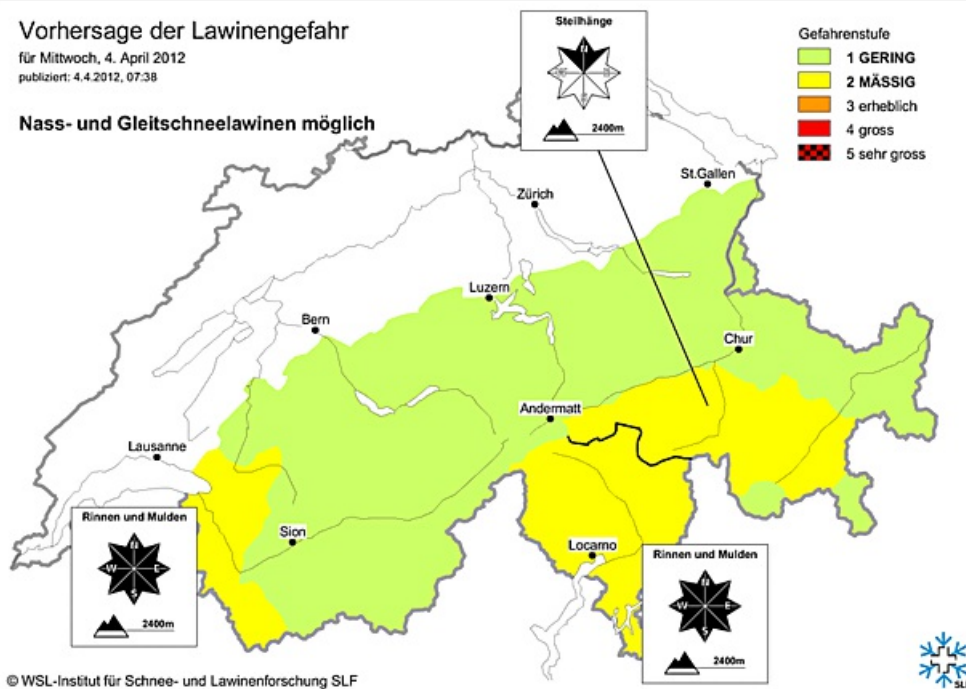 Vorhersage der Lawinengefahr
für Mittwoch, 4. April 2012
publiziert: 4.4.2012, 07:38
Nass- und Gleitschneelawinen möglich
Steilhänge
N
2400m
Gefahrenstufe
1 GERING
2 MÄSSIG
3 erheblich
4 gross
5 sehr gross
St.Gallen
Zürich
Luzern
Bern
Chur
Andermatt
Lausanne
Sion
Locarno
Rinnen und Mulden
N
W E
S
2400m
Rinnen und Mulden
N
W E
S
2400m
© WSL-Institut für Schnee- und Lawinenforschung SLF
SLF